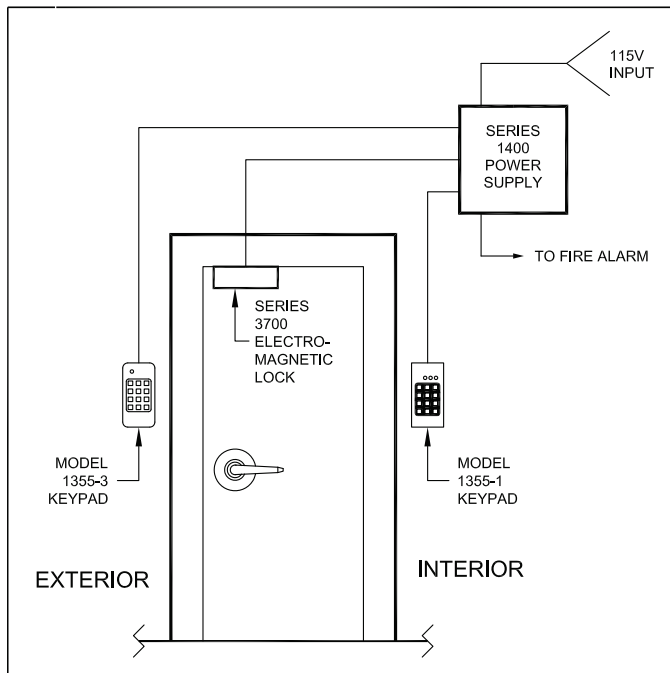 115V
INPUT
SERIES
1400
POWER
SUPPLY
TO FIRE ALARM
SERIES
3700
ELECTRO-
MAGNETIC
LOCK
MODEL
1355-3
KEYPAD
MODEL
1355-1
KEYPAD
EXTERIOR
INTERIOR